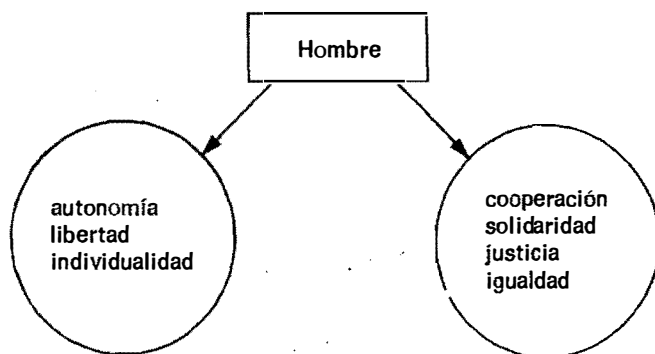 Hombre
autonomía
libertad
individualidad
cooperación
solidaridad
justicia
igualdad